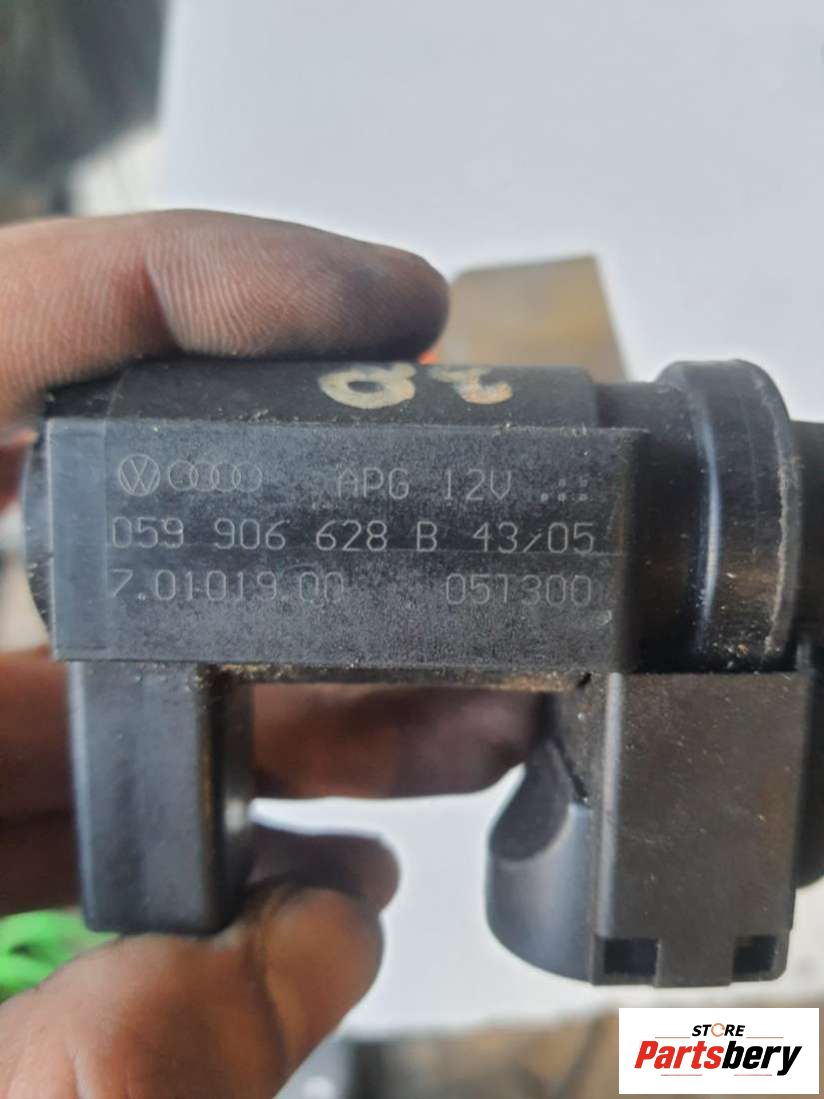 APG 12V
059 906 628 B 43/05
7.01019.00 051300
STORE
Partsbery